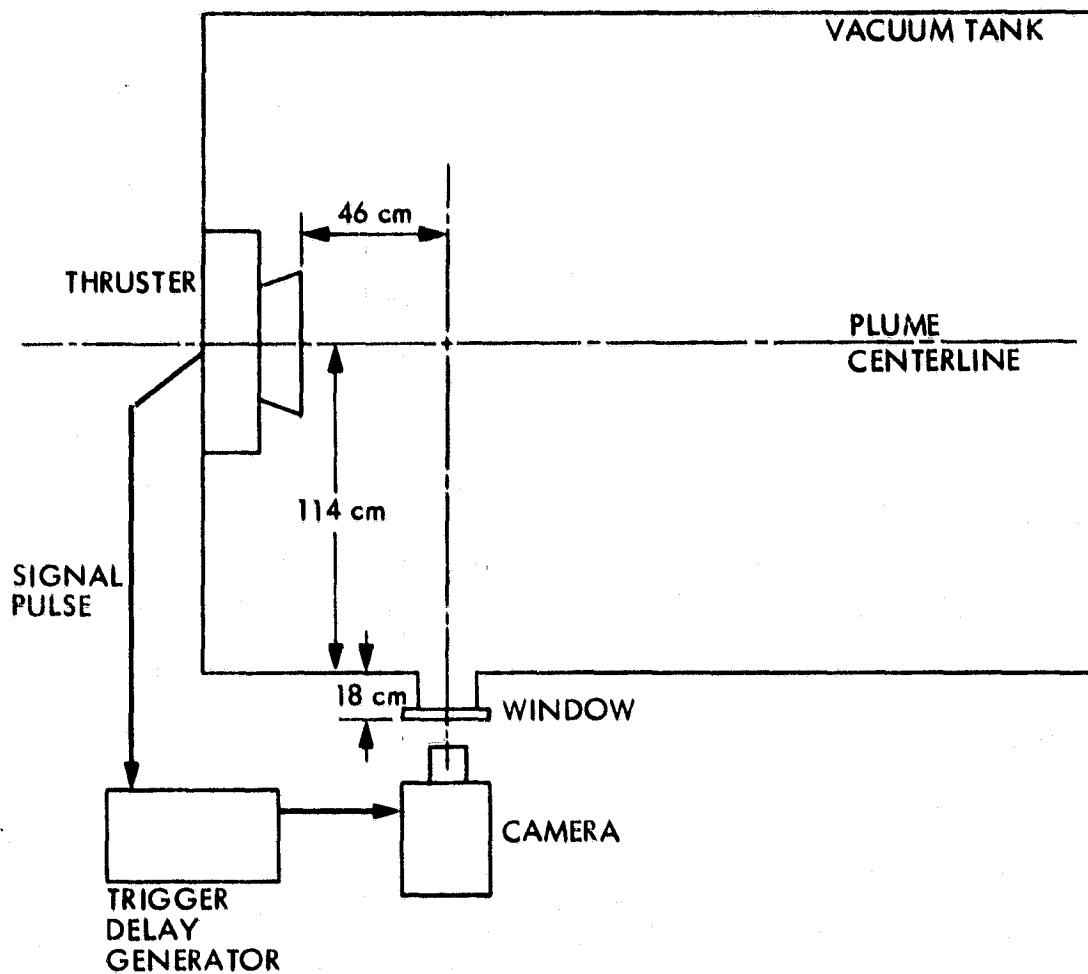 VACUUM TANK
46 cm
THRUSTER
PLUME
CENTERLINE
114 cm
SIGNAL
PULSE
18 cm
WINDOW
CAMERA
TRIGGER
DELAY
GENERATOR